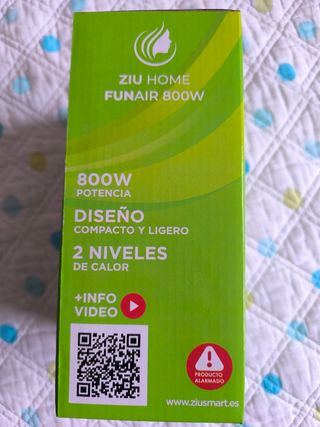 ZIU HOME
FUNAIR 800W
800W
POTENCIA
DISEÑO
COMPACTO Y LIGERO
2 NIVELES
DE CALOR
+INFO
VIDEO
PRODUCTO
ALARMADO
www.ziusmart.es